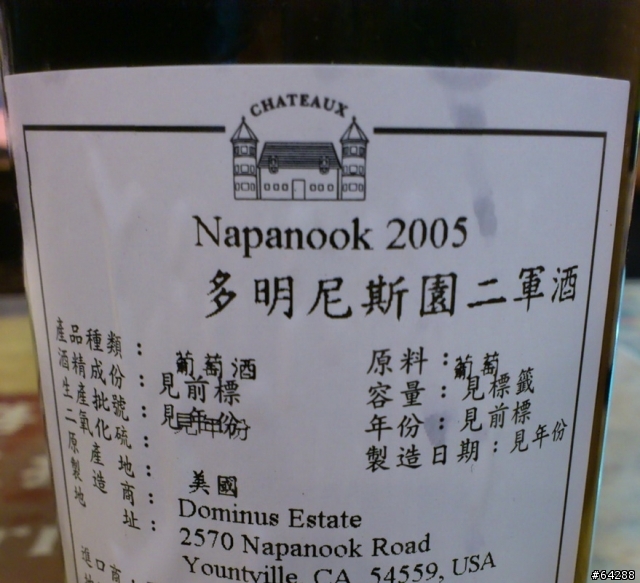 CHATEAUX
Napanook 2005
多明尼斯園二軍酒
產品種類： 葡萄酒 原料：葡萄
酒精成份： 見前標 容量：見標籤
生產批號： 見年份 年份：見前標
二氧化硫： 製造日期：見年份
原產地： 美國
製造商： Dominus Estate
地址： 2570 Napanook Road
Yountville, CA, 54559, USA
進口商：
#64288